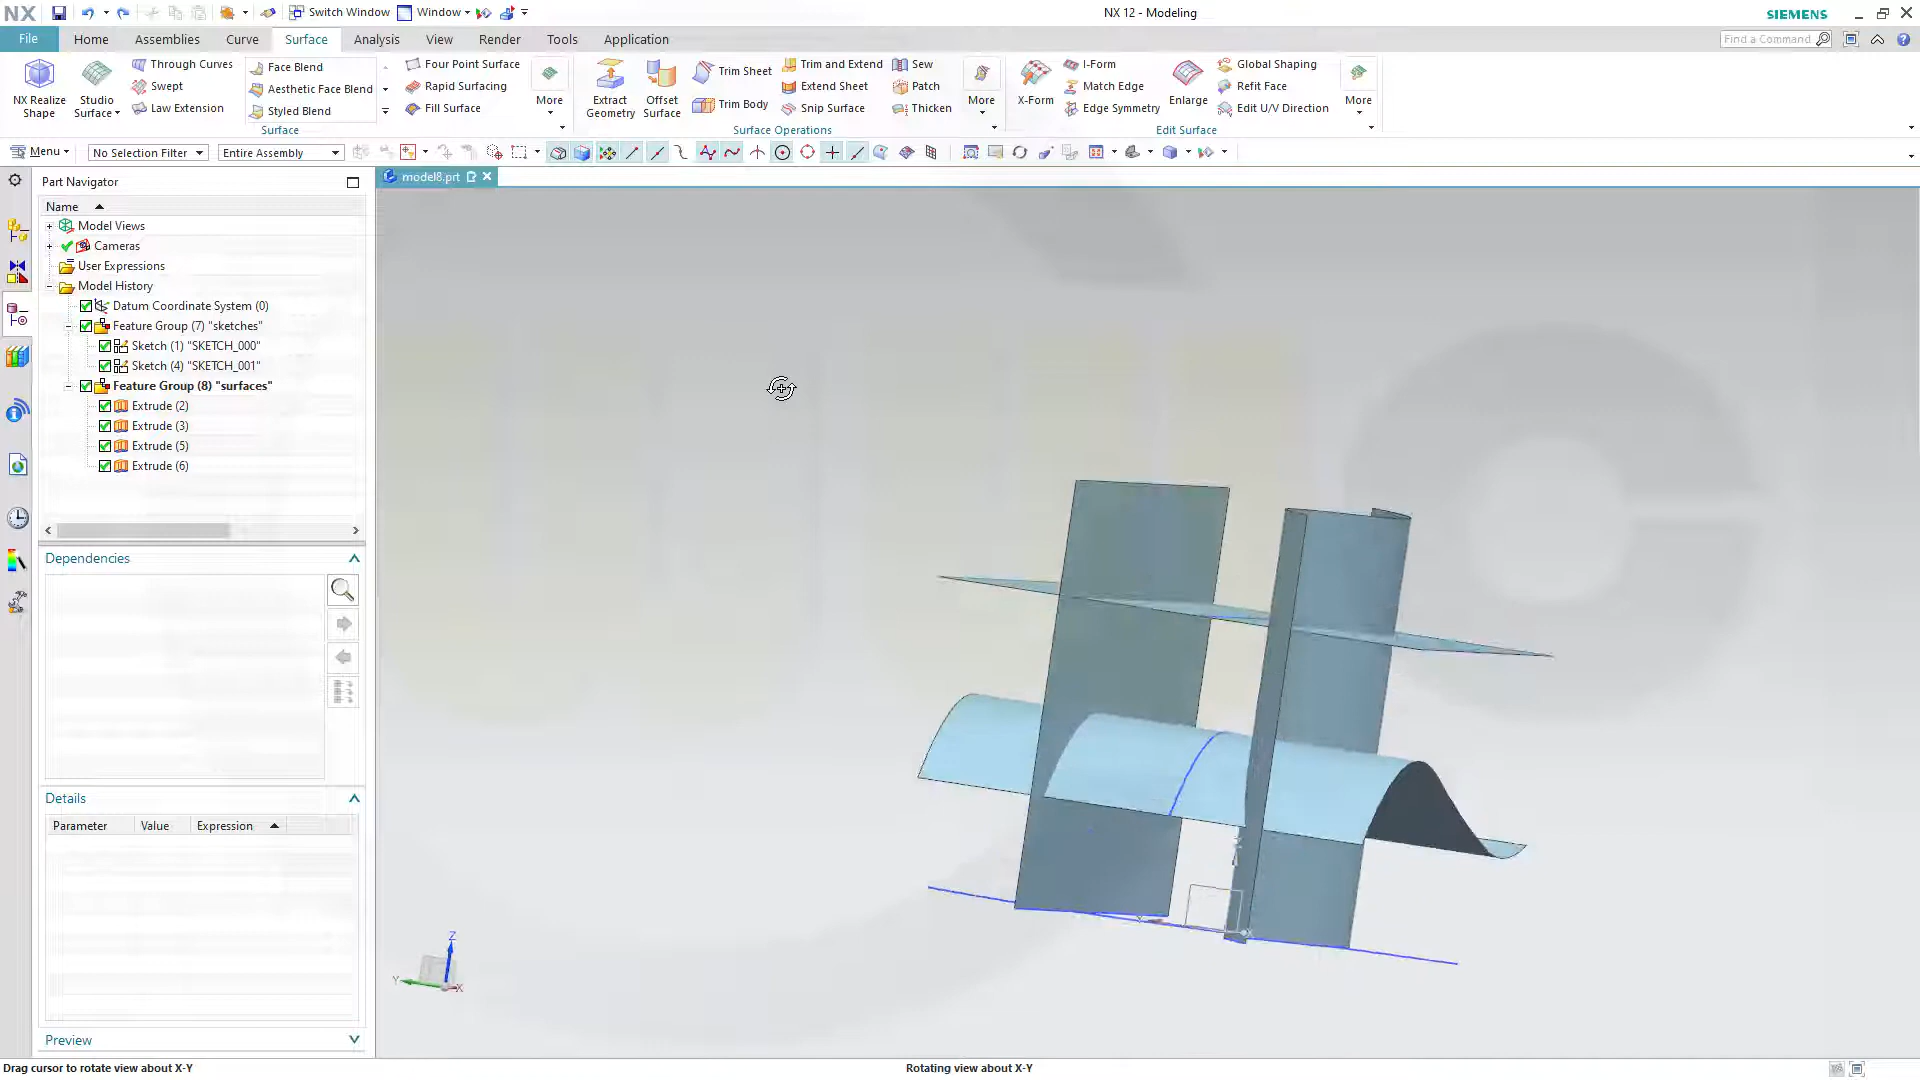 NX
Switch Window
Window
NX 12 - Modeling
SIEMENS
File
Home
Assemblies
Curve
Surface
Analysis
View
Render
Tools
Application
Find a Command
NX Realize
Shape
Studio
Surface
Through Curves
Swept
Law Extension
Face Blend
Aesthetic Face Blend
Styled Blend
Four Point Surface
Rapid Surfacing
Fill Surface
More
Surface
Extract
Geometry
Offset
Surface
Trim Sheet
Trim Body
Trim and Extend
Extend Sheet
Snip Surface
Sew
Patch
Thicken
More
Surface Operations
X-Form
I-Form
Match Edge
Edge Symmetry
Enlarge
Global Shaping
Refit Face
Edit U/V Direction
More
Edit Surface
Menu
No Selection Filter
Entire Assembly
Part Navigator
model8.prt
Name
Model Views
Cameras
User Expressions
Model History
Datum Coordinate System (0)
Feature Group (7) "sketches"
Sketch (1) "SKETCH_000"
Sketch (4) "SKETCH_001"
Feature Group (8) "surfaces"
Extrude (2)
Extrude (3)
Extrude (5)
Extrude (6)
Dependencies
Details
Parameter
Value
Expression
Preview
Z
Y
X
Drag cursor to rotate view about X-Y
Rotating view about X-Y